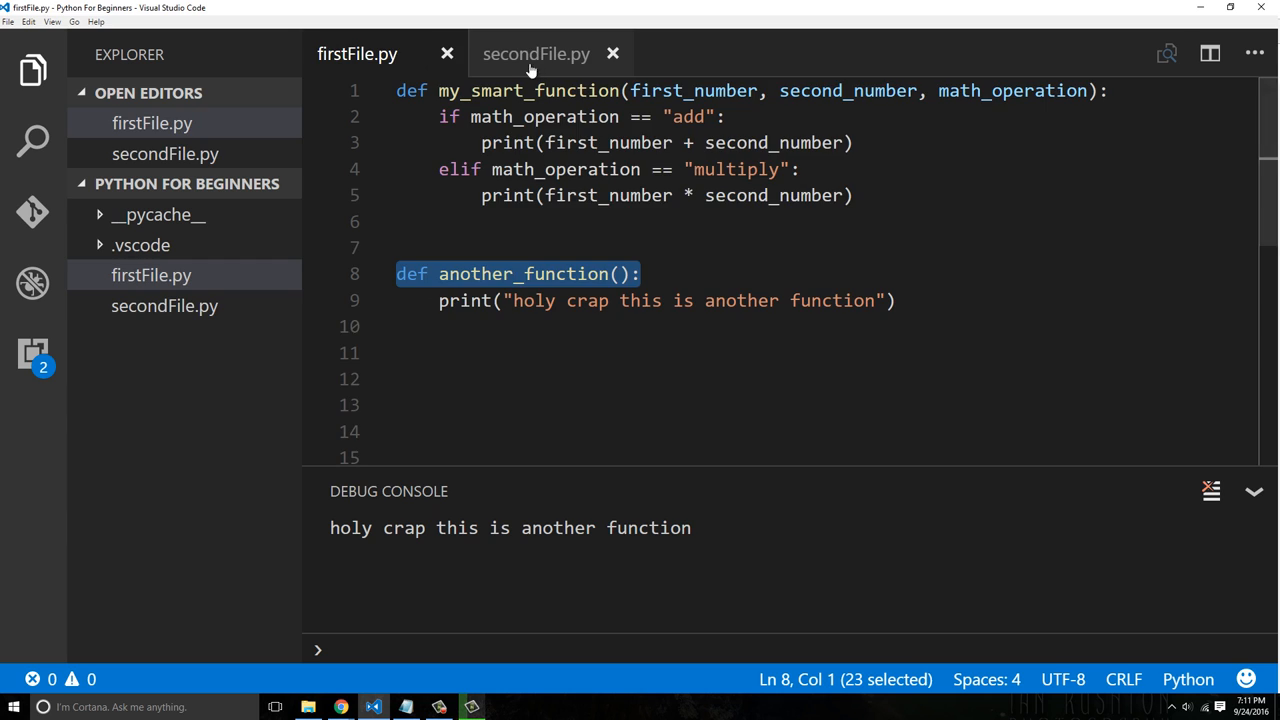 firstFile.py - Python For Beginners - Visual Studio Code
File Edit View Go Help
EXPLORER
OPEN EDITORS
firstFile.py
secondFile.py
PYTHON FOR BEGINNERS
__pycache__
.vscode
firstFile.py
secondFile.py
2
firstFile.py secondFile.py
1 def my_smart_function(first_number, second_number, math_operation):
2 if math_operation == "add":
3 print(first_number + second_number)
4 elif math_operation == "multiply":
5 print(first_number * second_number)
6
7
8 def another_function():
9 print("holy crap this is another function")
10
11
12
13
14
15
DEBUG CONSOLE
holy crap this is another function
0 0 Ln 8, Col 1 (23 selected) Spaces: 4 UTF-8 CRLF Python
I'm Cortana. Ask me anything.
7:11 PM
9/24/2016